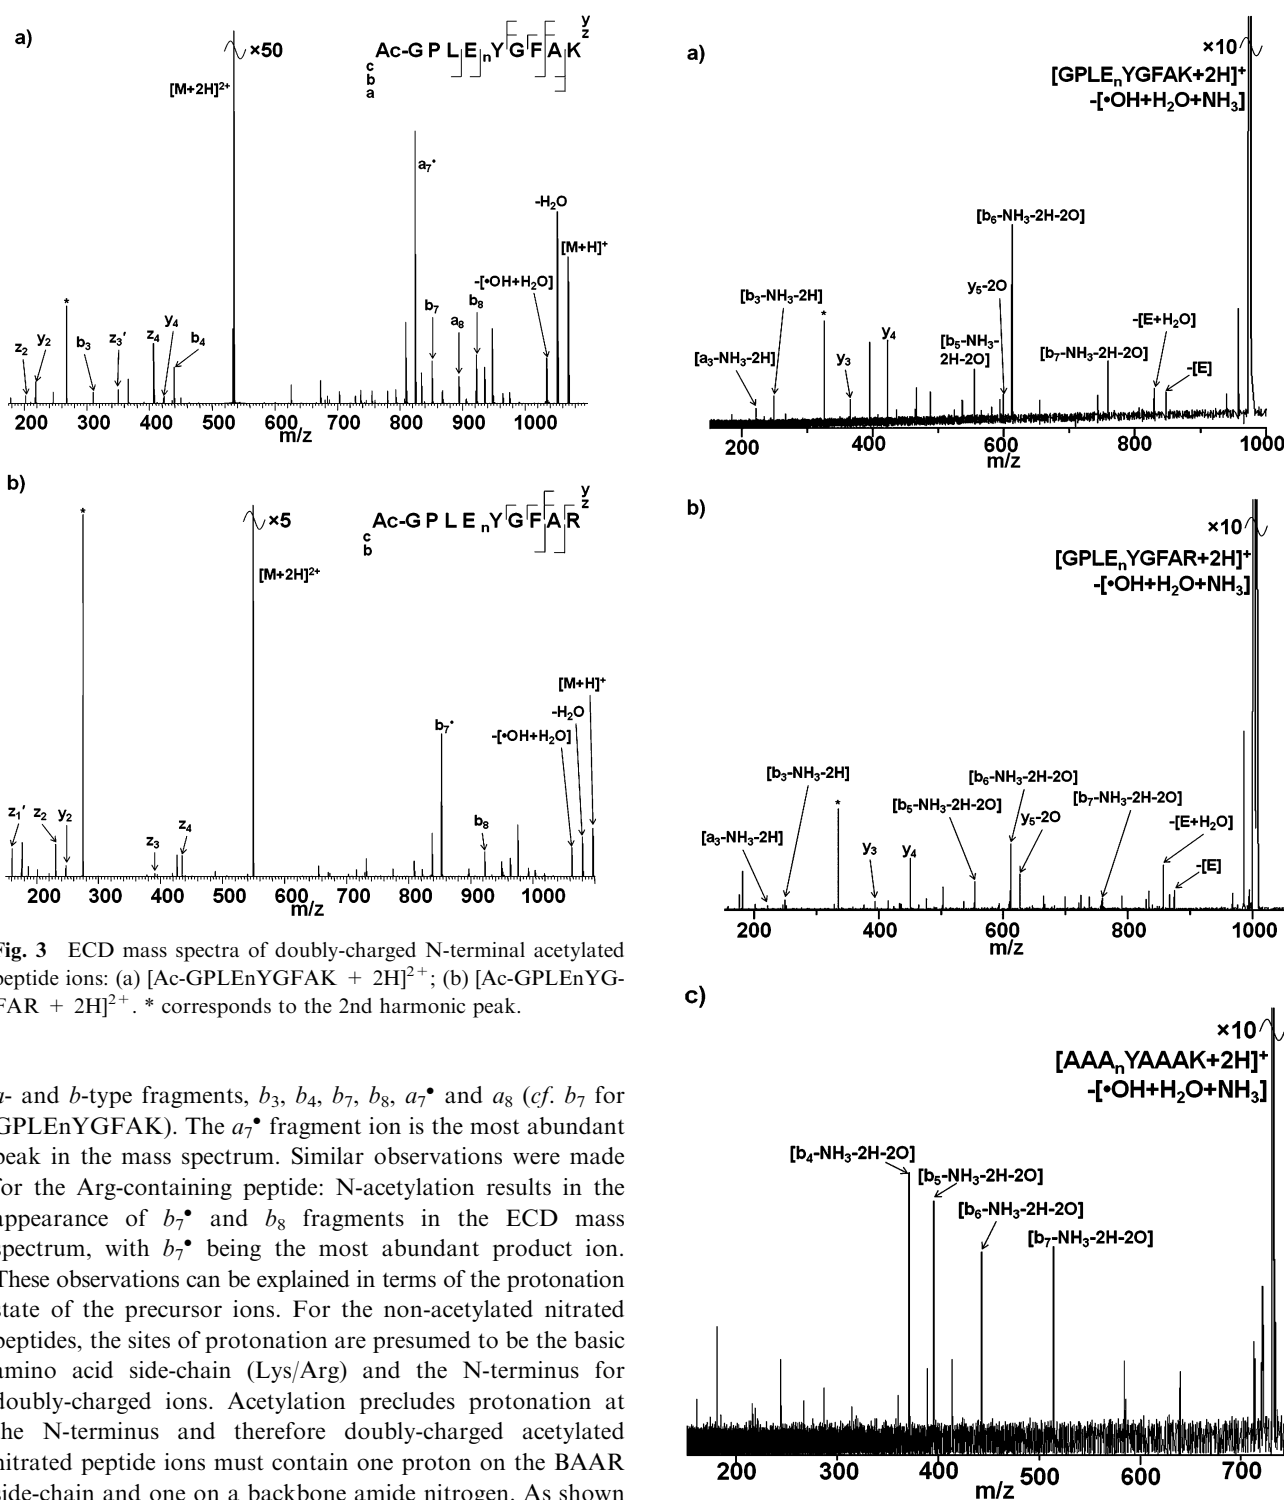 a)
Ac-GPLEnYGFAK
y
z
c
b
a
×50
[M+2H]2+
a7•
-H2O
[M+H]+
-[•OH+H2O]
b7
a8
b8
*
z2
y2
b3
z3′
z4
y4
b4
200 300 400 500 600 700 800 900 1000
m/z
b)
Ac-GPLEnYGFAR
y
z
c
b
*
×5
[M+2H]2+
[M+H]+
-H2O
-[•OH+H2O]
b7•
b8
z1′
z2
y2
z3
z4
200 300 400 500 600 700 800 900 1000
m/z
Fig. 3 ECD mass spectra of doubly-charged N-terminal acetylated
peptide ions: (a) [Ac-GPLEnYGFAK + 2H]2+; (b) [Ac-GPLEnYG-
FAR + 2H]2+. * corresponds to the 2nd harmonic peak.
a- and b-type fragments, b3, b4, b7, b8, a7• and a8 (cf. b7 for
GPLEnYGFAK). The a7• fragment ion is the most abundant
peak in the mass spectrum. Similar observations were made
for the Arg-containing peptide: N-acetylation results in the
appearance of b7• and b8 fragments in the ECD mass
spectrum, with b7• being the most abundant product ion.
These observations can be explained in terms of the protonation
state of the precursor ions. For the non-acetylated nitrated
peptides, the sites of protonation are presumed to be the basic
amino acid side-chain (Lys/Arg) and the N-terminus for
doubly-charged ions. Acetylation precludes protonation at
the N-terminus and therefore doubly-charged acetylated
nitrated peptide ions must contain one proton on the BAAR
side-chain and one on a backbone amide nitrogen. As shown
a)
×10
[GPLEnYGFAK+2H]+
-[•OH+H2O+NH3]
[b6-NH3-2H-2O]
y5-2O
[b3-NH3-2H]
*
[a3-NH3-2H]
y3
y4
[b5-NH3-
2H-2O]
[b7-NH3-2H-2O]
-[E+H2O]
-[E]
200 400 600 800 1000
m/z
b)
×10
[GPLEnYGFAR+2H]+
-[•OH+H2O+NH3]
[b3-NH3-2H]
[a3-NH3-2H]
*
y3
y4
[b5-NH3-2H-2O]
[b6-NH3-2H-2O]
y5-2O
[b7-NH3-2H-2O]
-[E+H2O]
-[E]
200 400 600 800 1000
m/z
c)
×10
[AAAnYAAAK+2H]+
-[•OH+H2O+NH3]
[b4-NH3-2H-2O]
[b5-NH3-2H-2O]
[b6-NH3-2H-2O]
[b7-NH3-2H-2O]
200 300 400 500 600 700
m/z